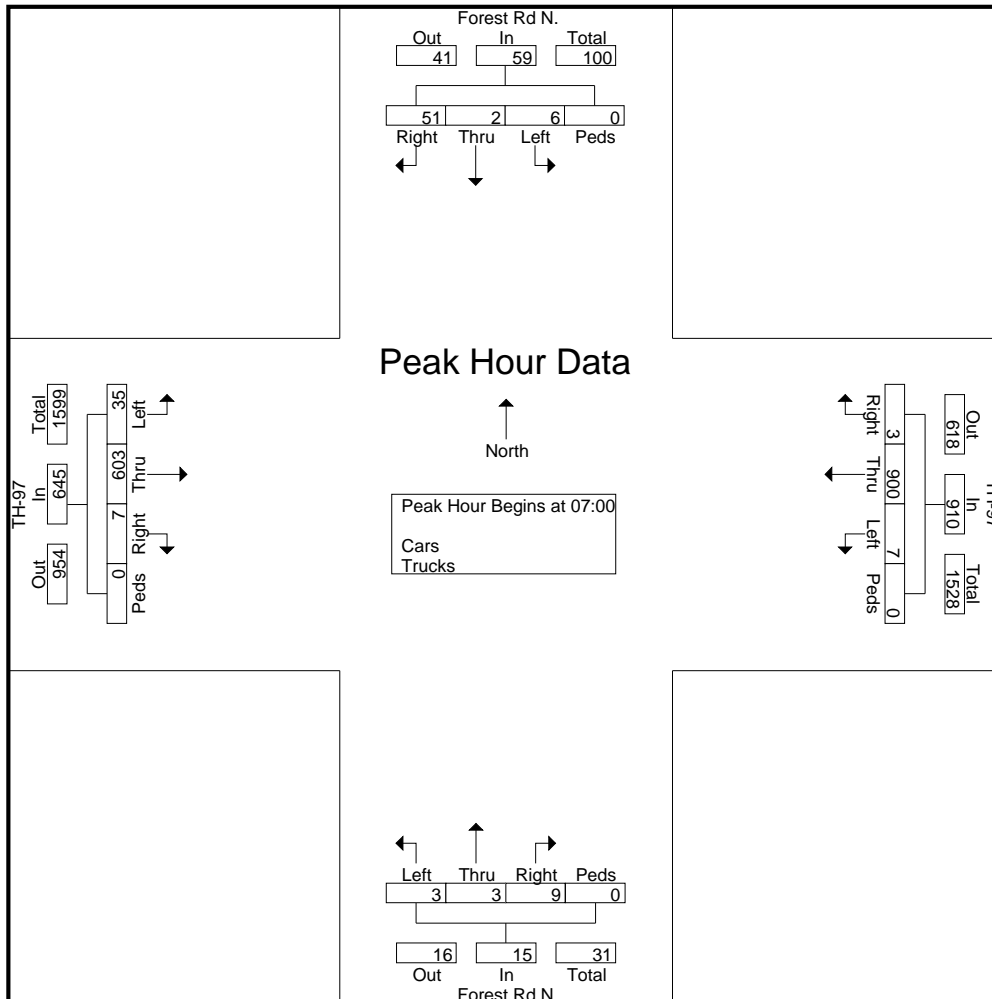 Forest Rd N.
Out In Total
41 59 100
51 2 6 0
Right Thru Left Peds
Peak Hour Data
North
Peak Hour Begins at 07:00
Cars
Trucks
TH-97
Total In Out
1599 645 954
35 603 7 0
Left Thru Right Peds
Out In Total
618 910 1528
3 900 7 0
Right Thru Left Peds
Left Thru Right Peds
3 3 9 0
16 15 31
Out In Total
Forest Rd N.